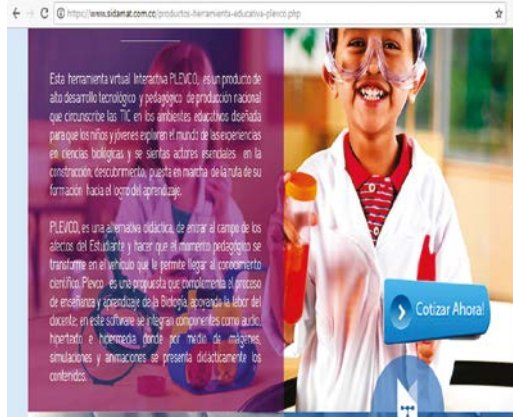 https://www.sidamat.com.co/productos-herramienta-educativa-plevco.php
Esta herramienta virtual Interactiva PLEVCO, es un producto de
alto desarrollo tecnológico y pedagógico de producción nacional
que circunscribe las TIC en los ambientes educativos diseñada
para que los niños y jóvenes exploren el mundo de las experiencias
en ciencias biológicas y se sientas actores esenciales en la
construcción, descubrimiento, puesta en marcha de la ruta de su
formación hacia el logro del aprendizaje.
PLEVCO, es una alternativa didáctica, de entrar al campo de los
afectos del Estudiante y hacer que el momento pedagógico se
transforme en el vehículo que le permite llegar al conocimiento
científico. Plevco es una propuesta que complementa el proceso
de enseñanza y aprendizaje de la Biología, apoyando la labor del
docente; en este software se integran componentes como audio,
hipertexto e hipermedia donde por medio de imágenes,
simulaciones y animaciones se presenta didácticamente los
contenidos.
Cotizar Ahora!